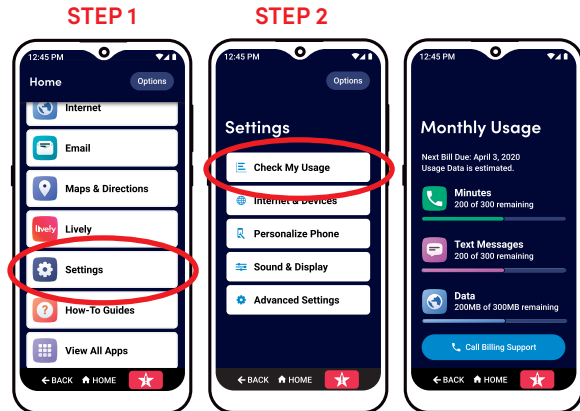 STEP 1
STEP 2
12:45 PM
Home
Options
Internet
Email
Maps & Directions
lively
Lively
Settings
How-To Guides
View All Apps
BACK
HOME
12:45 PM
Options
Settings
Check My Usage
Internet & Devices
Personalize Phone
Sound & Display
Advanced Settings
BACK
HOME
12:45 PM
Monthly Usage
Next Bill Due: April 3, 2020
Usage Data is estimated.
Minutes
200 of 300 remaining
Text Messages
200 of 300 remaining
Data
200MB of 300MB remaining
Call Billing Support
BACK
HOME